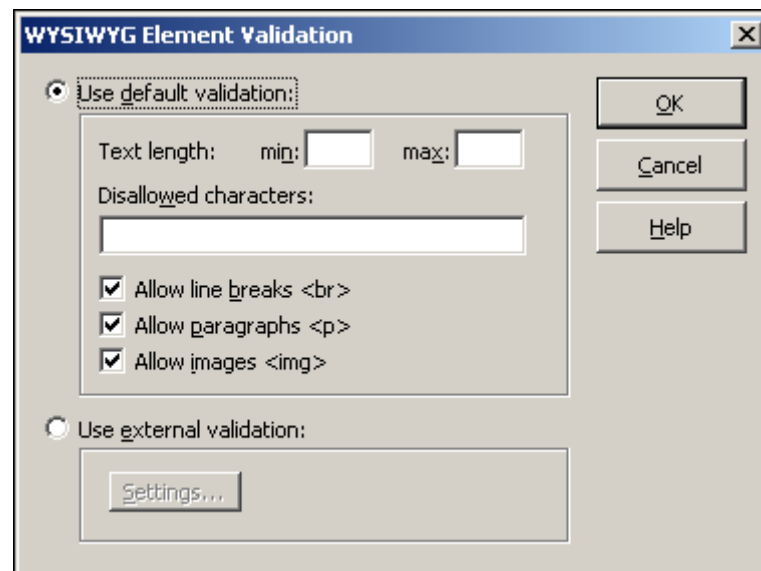 WYSIWYG Element Validation
Use default validation:
OK
Text length: min: max:
Cancel
Disallowed characters:
Help
Allow line breaks <br>
Allow paragraphs <p>
Allow images <img>
Use external validation:
Settings...